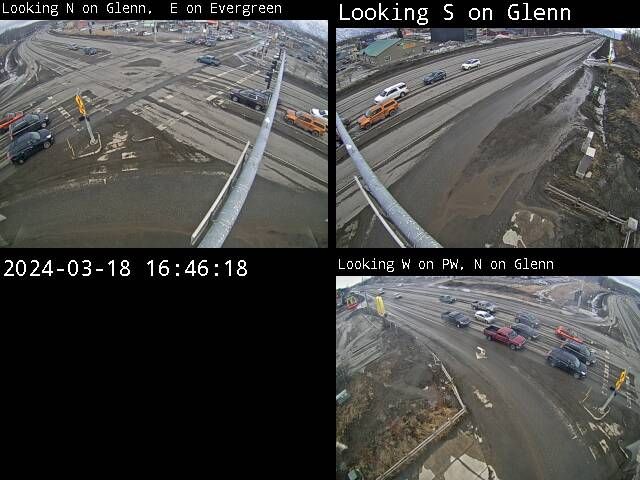 Looking N on Glenn,  E on Evergreen
Looking S on Glenn
2024-03-18 16:46:18
Looking W on PW, N on Glenn